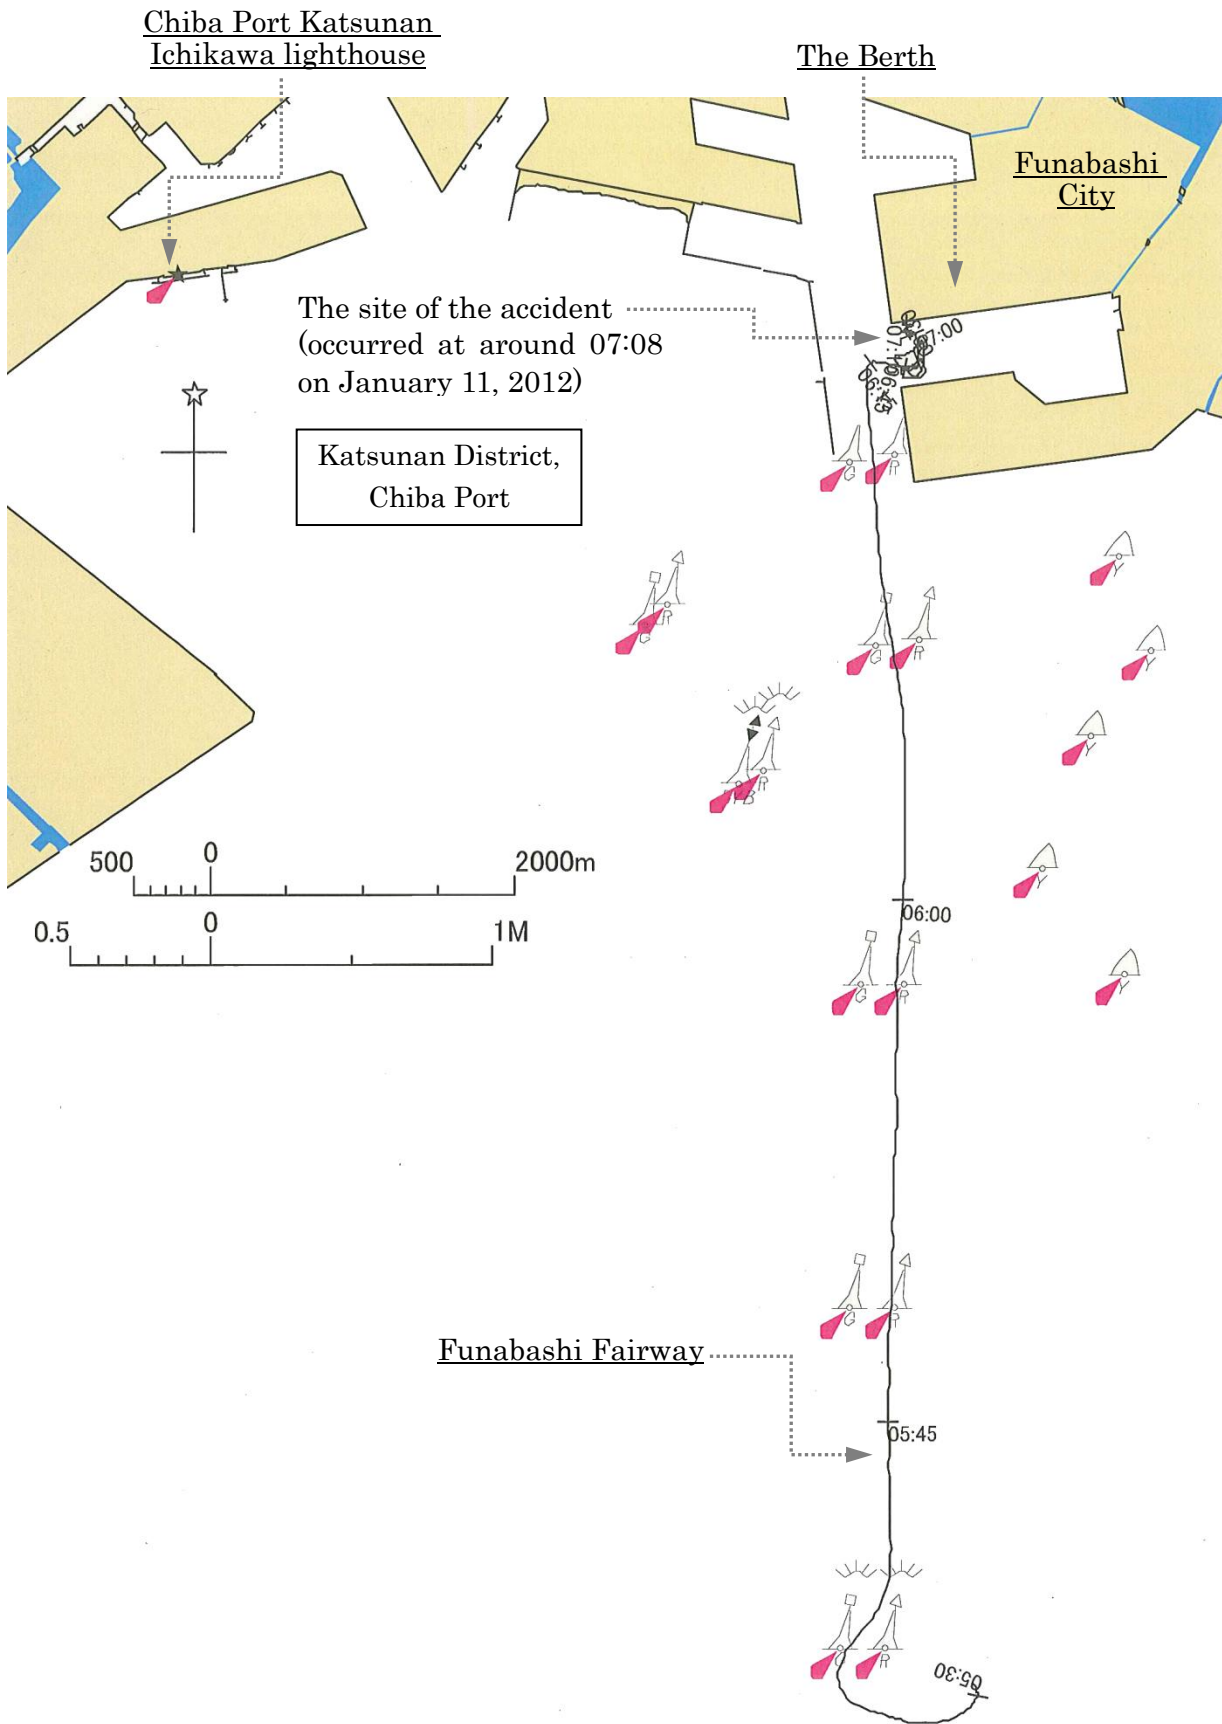 Chiba Port Katsunan
Ichikawa lighthouse
The Berth
Funabashi
City
The site of the accident
(occurred at around 07:08
on January 11, 2012)
07:00
06:45
Katsunan District,
Chiba Port
G
R
Y
G
R
G
R
Y
Y
R
500
0
2000m
Y
0.5
0
1M
06:00
G
R
Y
G
R
Funabashi Fairway
05:45
R
05:30